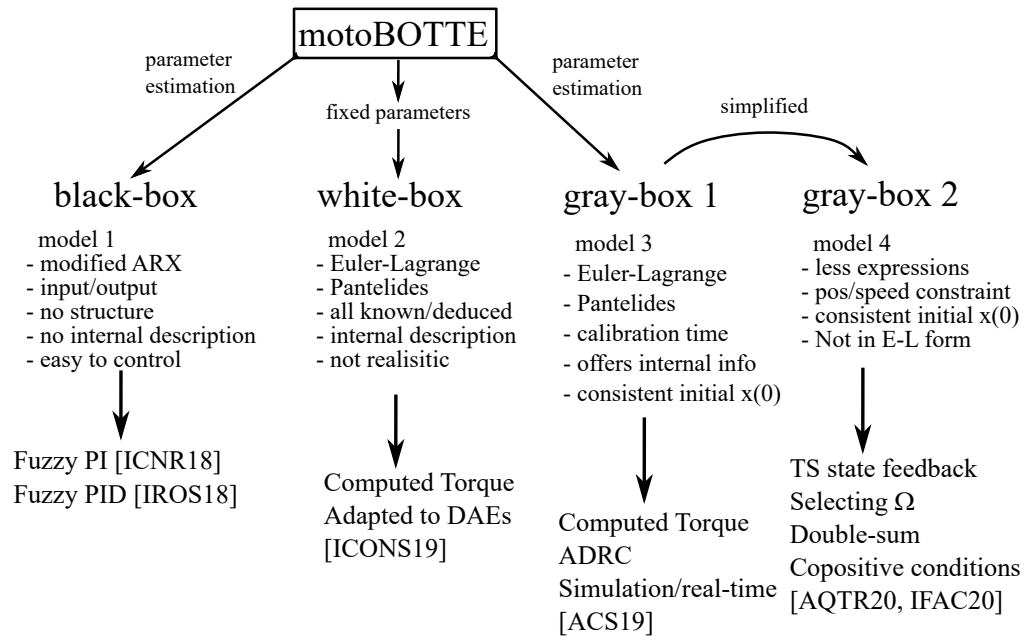 motoBOTTE
parameter
estimation
fixed parameters
parameter
estimation
simplified
black-box
model 1
- modified ARX
- input/output
- no structure
- no internal description
- easy to control
Fuzzy PI [ICNR18]
Fuzzy PID [IROS18]
white-box
model 2
- Euler-Lagrange
- Pantelides
- all known/deduced
- internal description
- not realisitic
Computed Torque
Adapted to DAEs
[ICONS19]
gray-box 1
model 3
- Euler-Lagrange
- Pantelides
- calibration time
- offers internal info
- consistent initial x(0)
Computed Torque
ADRC
Simulation/real-time
[ACS19]
gray-box 2
model 4
- less expressions
- pos/speed constraint
- consistent initial x(0)
- Not in E-L form
TS state feedback
Selecting Ω
Double-sum
Copositive conditions
[AQTR20, IFAC20]